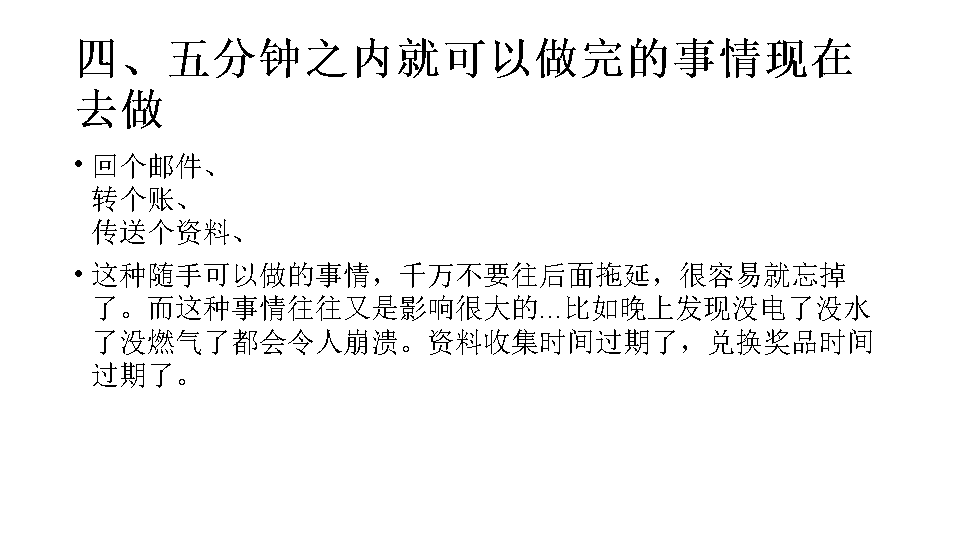 四、五分钟之内就可以做完的事情现在
去做
• 回个邮件、
转个账、
传送个资料、
• 这种随手可以做的事情，千万不要往后面拖延，很容易就忘掉
了。而这种事情往往又是影响很大的...比如晚上发现没电了没水
了没燃气了都会令人崩溃。资料收集时间过期了，兑换奖品时间
过期了。